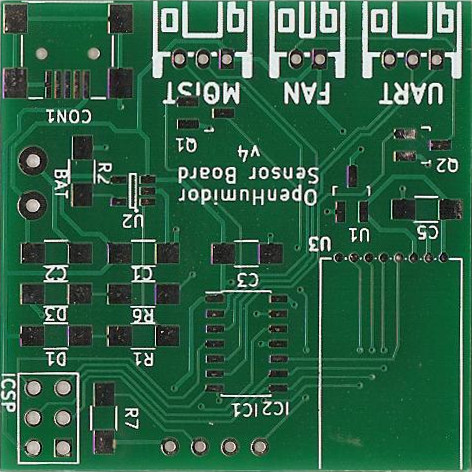 MOIST FAN UART
CON1
Q1
Q2
R2
BAT
OpenHumidor
Sensor Board
v4
U2
U1
C5
U3
C2 C1 C3
D3 R6
D1 R1
IC2 IC1
ICSP
R7